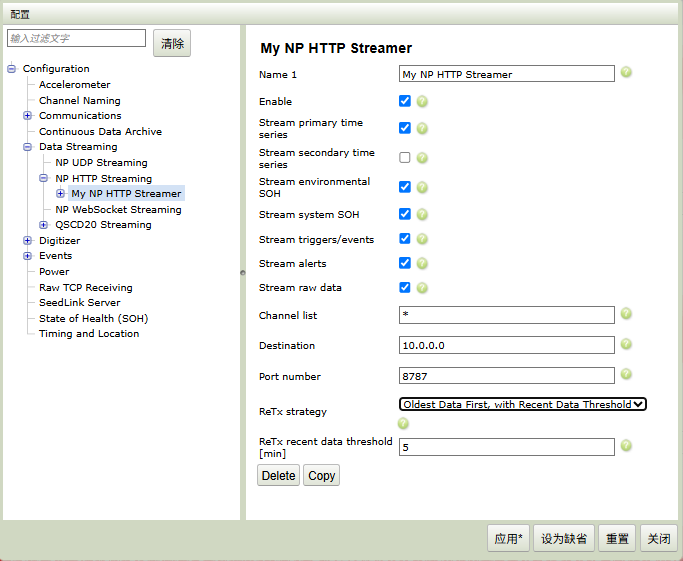 配置
输入过滤文字
清除
Configuration
Accelerometer
Channel Naming
Communications
Continuous Data Archive
Data Streaming
NP UDP Streaming
NP HTTP Streaming
My NP HTTP Streamer
NP WebSocket Streaming
QSCD20 Streaming
Digitizer
Events
Power
Raw TCP Receiving
SeedLink Server
State of Health (SOH)
Timing and Location
My NP HTTP Streamer
Name 1 My NP HTTP Streamer ?
Enable ?
Stream primary time
series ?
Stream secondary time
series ?
Stream environmental
SOH ?
Stream system SOH ?
Stream triggers/events ?
Stream alerts ?
Stream raw data ?
Channel list * ?
Destination 10.0.0.0 ?
Port number 8787 ?
ReTx strategy Oldest Data First, with Recent Data Threshold
?
ReTx recent data threshold
[min] 5 ?
Delete Copy
应用* 设为缺省 重置 关闭